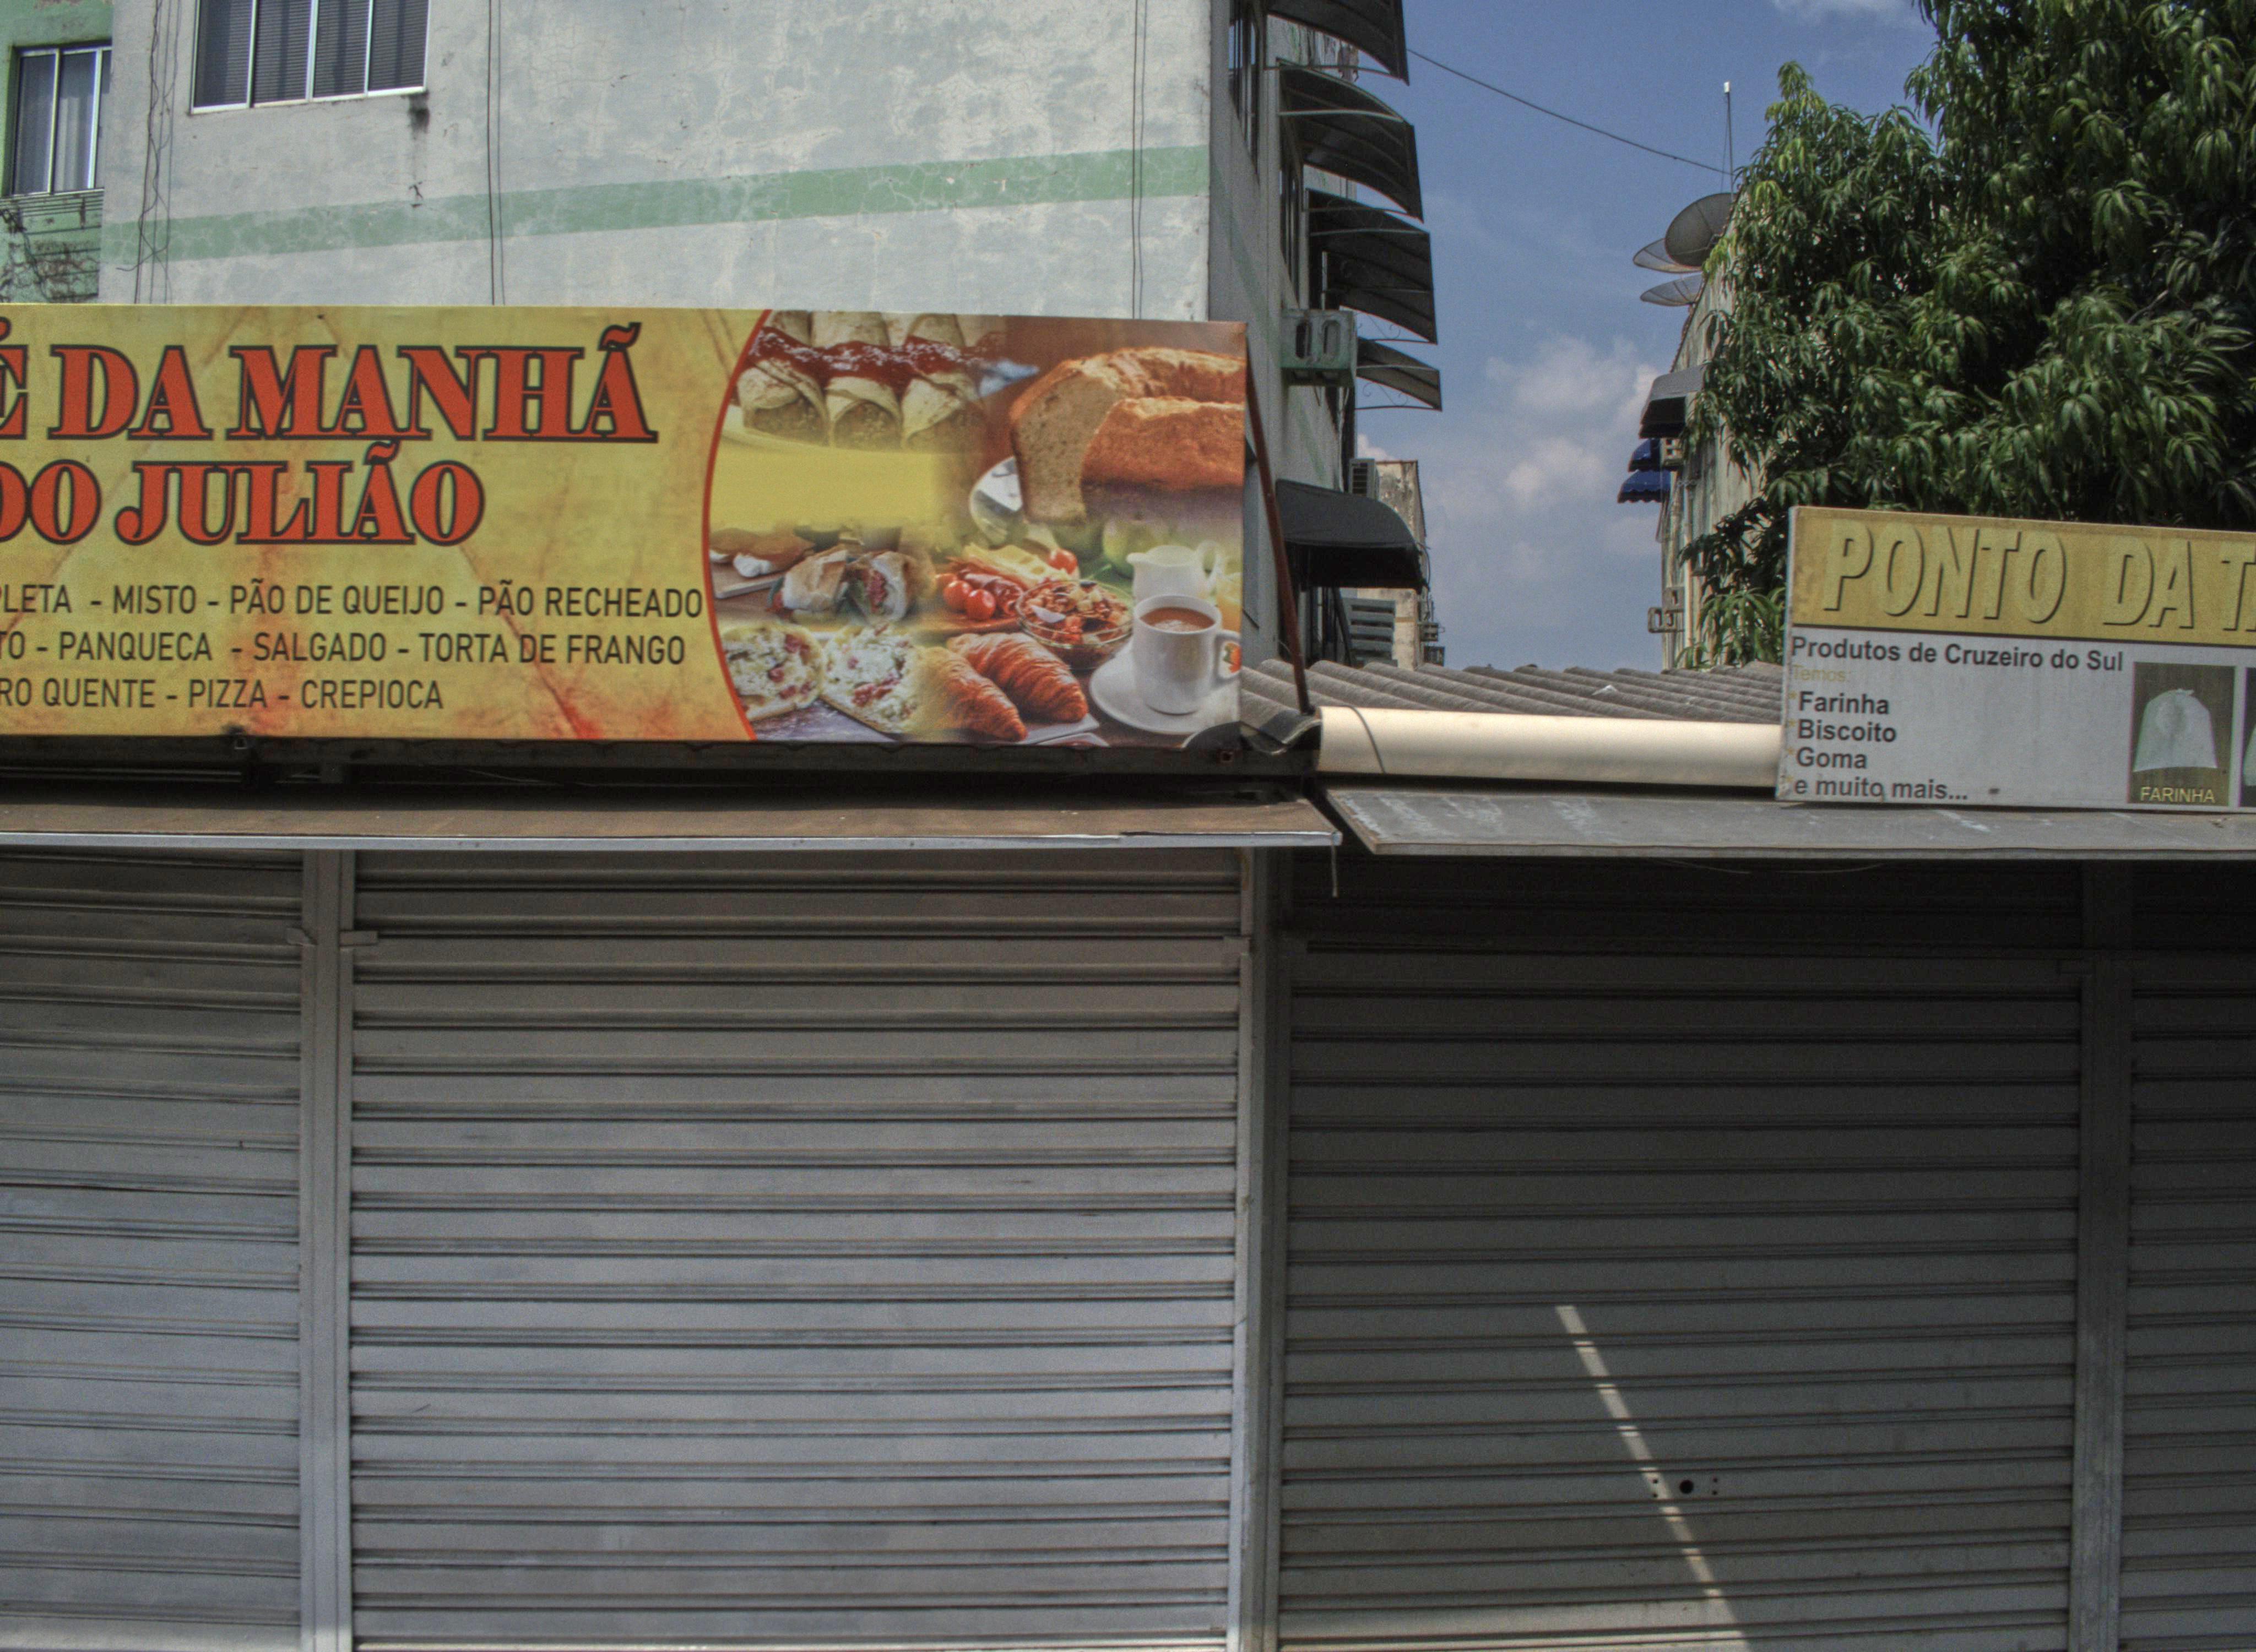 É DA MANHÃ
DO JULIÃO
PLETA - MISTO - PÃO DE QUEIJO - PÃO RECHEADO
TO - PANQUECA - SALGADO - TORTA DE FRANGO
RO QUENTE - PIZZA - CREPIOCA
PONTO DA T
Produtos de Cruzeiro do Sul
Temos:
Farinha
Biscoito
Goma
e muito mais...
FARINHA